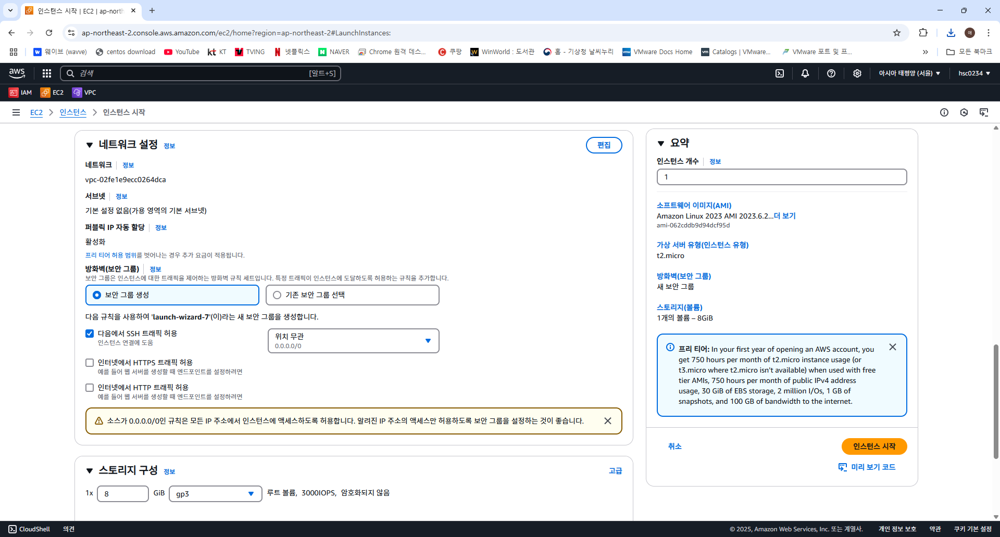 인스턴스 시작 | EC2 | ap-north
ap-northeast-2.console.aws.amazon.com/ec2/home?region=ap-northeast-2#LaunchInstances:
애
웨이브 (wavve)
centos download
YouTube
kt KT
TVING
넷플릭스
NAVER
Chrome 원격 데스...
쿠팡
WinWorld : 도서관
홈 - 기상청 날씨누리
VMware Docs Home
Catalogs | VMware...
VMware 포트 및 프...
모든 북마크
aws
검색
[알트+S]
아시아 태평양 (서울)
hsc0234
IAM
EC2
VPC
EC2
인스턴스
인스턴스 시작
네트워크 설정 정보
편집
네트워크 정보
vpc-02fe1e9ecc0264dca
서브넷 정보
기본 설정 없음(가용 영역의 기본 서브넷)
퍼블릭 IP 자동 할당 정보
활성화
프리 티어 허용 범위를 벗어나는 경우 추가 요금이 적용됩니다.
방화벽(보안 그룹) 정보
보안 그룹은 인스턴스에 대한 트래픽을 제어하는 방화벽 규칙 세트입니다. 특정 트래픽이 인스턴스에 도달하도록 허용하는 규칙을 추가합니다.
보안 그룹 생성
기존 보안 그룹 선택
다음 규칙을 사용하여 'launch-wizard-7'(이)라는 새 보안 그룹을 생성합니다.
다음에서 SSH 트래픽 허용
인스턴스 연결에 도움
위치 무관
0.0.0.0/0
인터넷에서 HTTPS 트래픽 허용
예를 들어 웹 서버를 생성할 때 엔드포인트를 설정하려면
인터넷에서 HTTP 트래픽 허용
예를 들어 웹 서버를 생성할 때 엔드포인트를 설정하려면
소스가 0.0.0.0/0인 규칙은 모든 IP 주소에서 인스턴스에 액세스하도록 허용합니다. 알려진 IP 주소의 액세스만 허용하도록 보안 그룹을 설정하는 것이 좋습니다.
스토리지 구성 정보
고급
1x 8 GiB gp3 루트 볼륨, 3000IOPS, 암호화되지 않음
요약
인스턴스 개수 정보
1
소프트웨어 이미지(AMI)
Amazon Linux 2023 AMI 2023.6.2...더 보기
ami-062cddb9d94dcf95d
가상 서버 유형(인스턴스 유형)
t2.micro
방화벽(보안 그룹)
새 보안 그룹
스토리지(볼륨)
1개의 볼륨 – 8GiB
프리 티어: In your first year of opening an AWS account, you
get 750 hours per month of t2.micro instance usage (or
t3.micro where t2.micro isn't available) when used with free
tier AMIs, 750 hours per month of public IPv4 address
usage, 30 GiB of EBS storage, 2 million I/Os, 1 GB of
snapshots, and 100 GB of bandwidth to the internet.
취소
인스턴스 시작
미리 보기 코드
CloudShell
의견
© 2025, Amazon Web Services, Inc. 또는 계열사.
개인 정보 보호
약관
쿠키 기본 설정